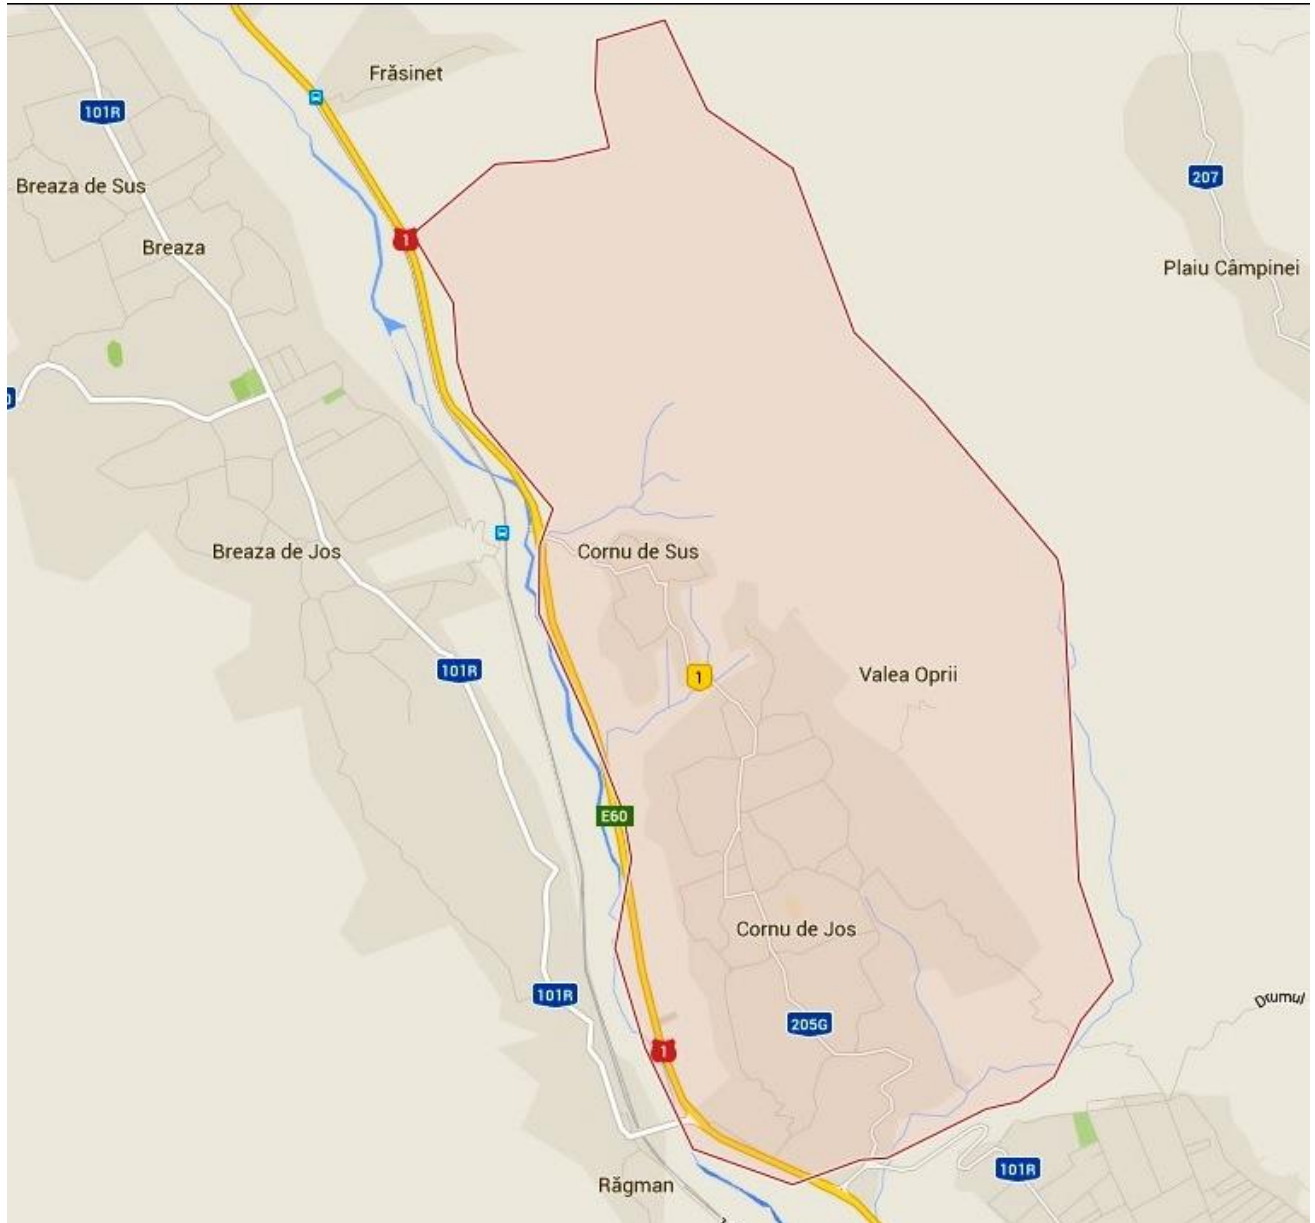 Frăsinet
101R
Breaza de Sus
207
1
Breaza
Plaiu Câmpinei
Breaza de Jos
Cornu de Sus
101R
1
Valea Oprii
E60
Cornu de Jos
101R
Drumul
205G
1
101R
Răgman